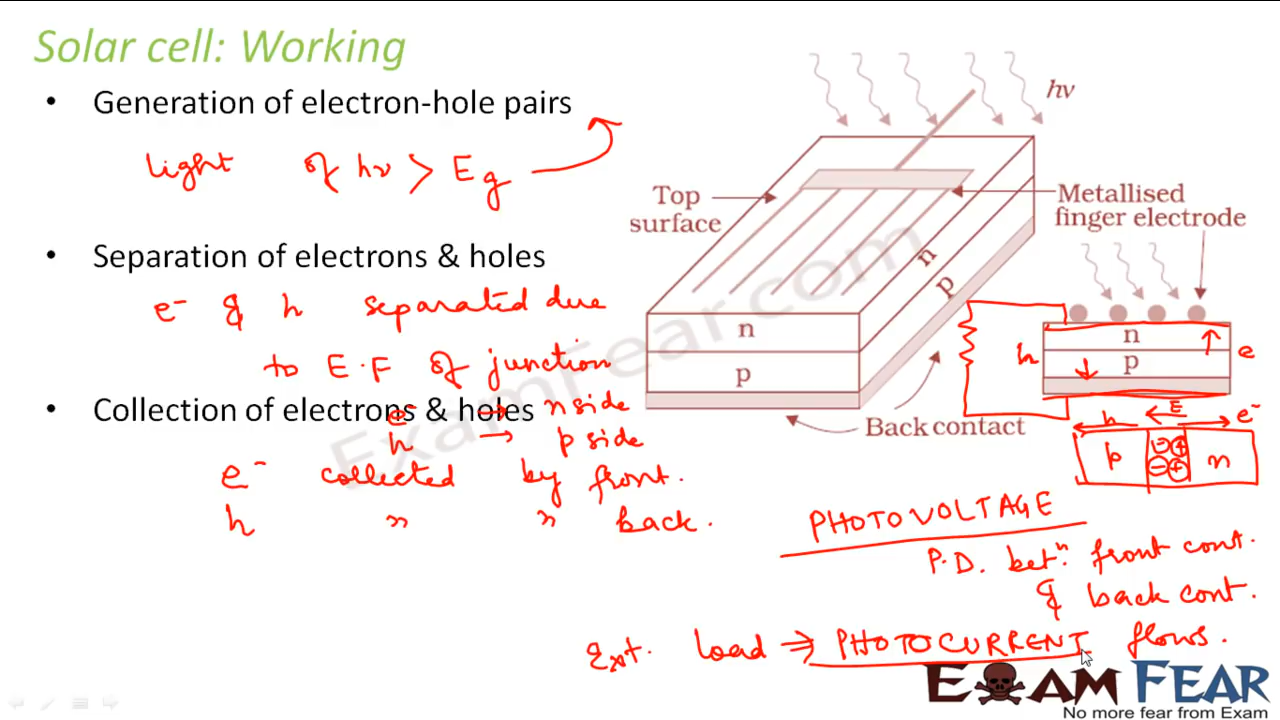 Solar cell: Working
• Generation of electron-hole pairs
light of hν > Eg
• Separation of electrons & holes
e⁻ & h separated due
to E.F of junction
• Collection of electrons & holes
e⁻ → n side
h → p side
e⁻ collected by front.
h " " back.
hν
Top
surface
Metallised
finger electrode
n
p
n
p
Back contact
n
p
h
e
h E e⁻
p - + n
- +
PHOTOVOLTAGE
P.D. betⁿ. front cont.
& back cont.
Ext. load ⇒ PHOTOCURRENT flows.
ExamFear.com
EXAM FEAR
No more fear from Exam